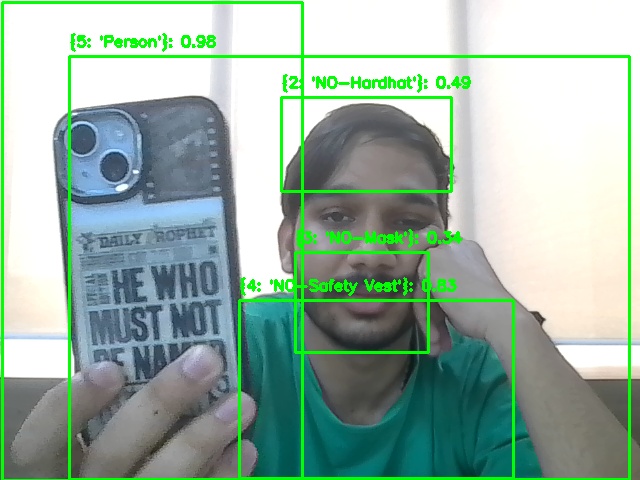 {5: 'Person'}: 0.98
{2: 'NO-Hardhat'}: 0.49
{3: 'NO-Mask'}: 0.34
{4: 'NO-Safety Vest'}: 0.83
DAILY PROPHET
HE WHO
MUST NOT
BE NAMED